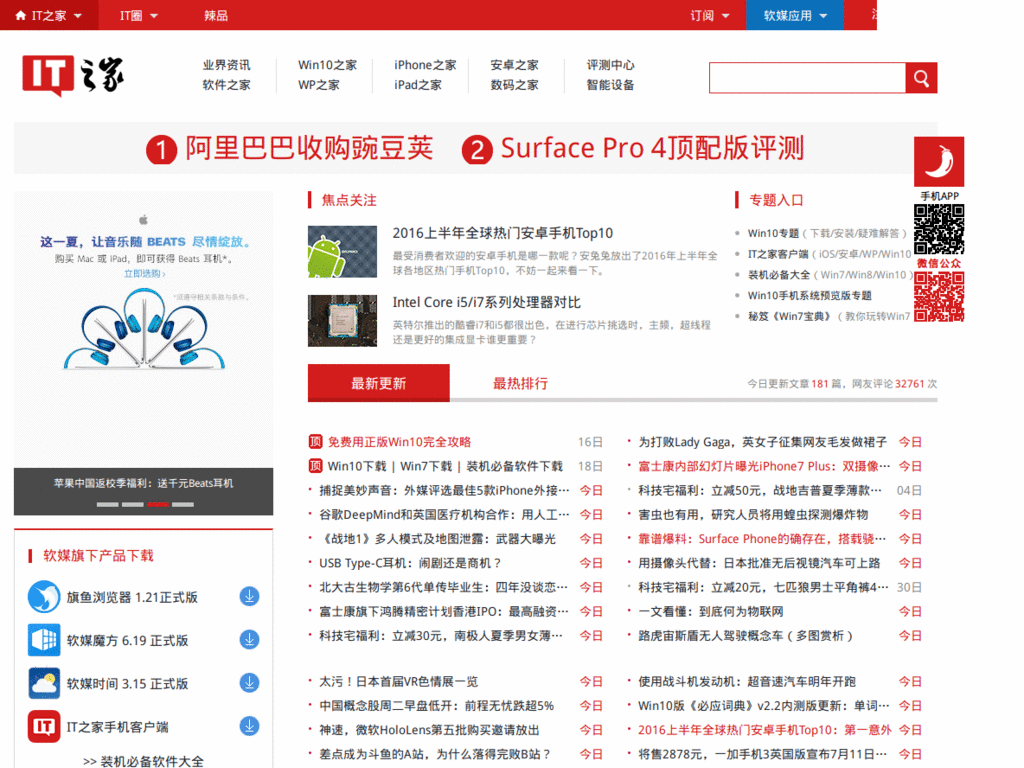 IT之家 IT圈 辣品 订阅 软媒应用
IT之家
业界资讯 Win10之家 iPhone之家 安卓之家 评测中心
软件之家 WP之家 iPad之家 数码之家 智能设备
1 阿里巴巴收购豌豆荚 2 Surface Pro 4顶配版评测
手机APP
微信公众
这一夏，让音乐随 BEATS 尽情绽放。
购买 Mac 或 iPad，即可获得 Beats 耳机*。
立即选购 ›
苹果中国返校季福利：送千元Beats耳机
焦点关注
2016上半年全球热门安卓手机Top10
最受消费者欢迎的安卓手机是哪一款呢？安兔兔放出了2016年上半年全
球各地区热门手机Top10，不妨一起来看一下。
Intel Core i5/i7系列处理器对比
英特尔推出的酷睿i7和i5都很出色，在进行芯片挑选时，主频，超线程
还是更好的集成显卡谁更重要？
专题入口
Win10专题（下载/安装/疑难解答）
IT之家客户端（iOS/安卓/WP/Win10
装机必备大全（Win7/Win8/Win10）
Win10手机系统预览版专题
秘笈《Win7宝典》（教你玩转Win7
最新更新 最热排行 今日更新文章 181 篇，网友评论 32761 次
顶 免费用正版Win10完全攻略 16日
顶 Win10下载 | Win7下载 | 装机必备软件下载 18日
捕捉美妙声音：外媒评选最佳5款iPhone外接… 今日
谷歌DeepMind和英国医疗机构合作：用人工… 今日
《战地1》多人模式及地图泄露：武器大曝光 今日
USB Type-C耳机：闹剧还是商机？ 今日
北大古生物学第6代单传毕业生：四年没谈恋… 今日
富士康旗下鸿腾精密计划香港IPO：最高融资… 今日
科技宅福利：立减30元，南极人夏季男女薄… 今日
太污！日本首届VR色情展一览 今日
中国概念股周二早盘低开：前程无忧跌超5% 今日
神速，微软HoloLens第五批购买邀请放出 今日
差点成为斗鱼的A站，为什么落得完败B站？ 今日
为打败Lady Gaga，英女子征集网友毛发做裙子 今日
富士康内部幻灯片曝光iPhone7 Plus：双摄像… 今日
科技宅福利：立减50元，战地吉普夏季薄款… 04日
害虫也有用，研究人员将用蝗虫探测爆炸物 今日
靠谱爆料：Surface Phone的确存在，搭载骁… 今日
用摄像头代替：日本批准无后视镜汽车可上路 今日
科技宅福利：立减20元，七匹狼男士平角裤4… 30日
一文看懂：到底何为物联网 今日
路虎宙斯盾无人驾驶概念车（多图赏析） 今日
使用战斗机发动机：超音速汽车明年开跑 今日
Win10版《必应词典》v2.2内测版更新：单词… 今日
2016上半年全球热门安卓手机Top10：第一意外 今日
将售2878元，一加手机3英国版宣布7月11日… 今日
软媒旗下产品下载
旗鱼浏览器 1.21正式版
软媒魔方 6.19 正式版
软媒时间 3.15 正式版
IT之家手机客户端
>> 装机必备软件大全